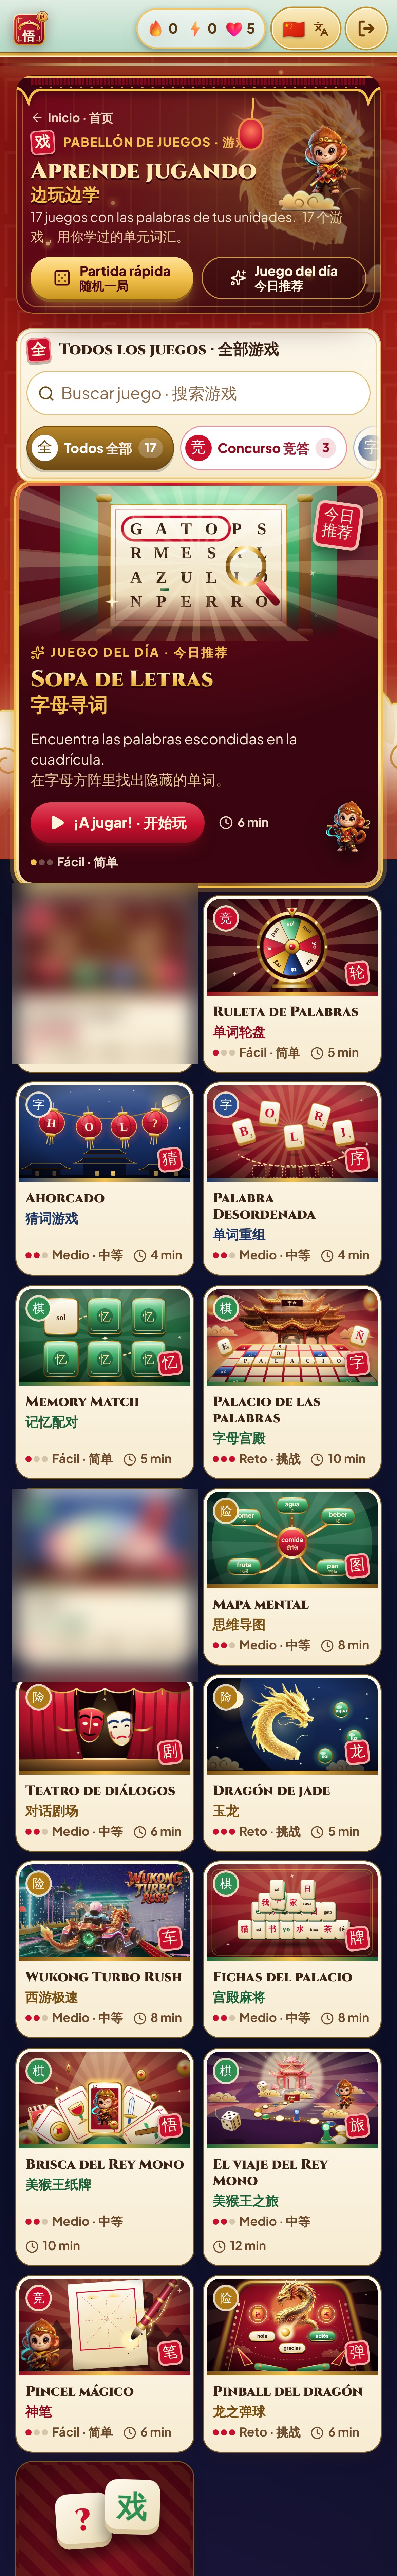 悟
0 0 5
← Inicio · 首页
戏 PABELLÓN DE JUEGOS · 游
APRENDE JUGANDO
边玩边学
17 juegos con las palabras de tus unidades. 17 个游
戏，用你学过的单元词汇。
Partida rápida
随机一局
Juego del día
今日推荐
全 TODOS LOS JUEGOS · 全部游戏
Buscar juego · 搜索游戏
全 Todos 全部 17
竞 Concurso 竞答 3
字
G A T O P S
R M E S
A Z U L O
N P E R R O
今日
推荐
JUEGO DEL DÍA · 今日推荐
SOPA DE LETRAS
字母寻词
Encuentra las palabras escondidas en la
cuadrícula.
在字母方阵里找出隐藏的单词。
¡A jugar! · 开始玩
6 min
Fácil · 简单
竞
轮
RULETA DE PALABRAS
单词轮盘
Fácil · 简单 5 min
字
H O L ?
猜
AHORCADO
猜词游戏
Medio · 中等 4 min
字
B O L R I
序
PALABRA
DESORDENADA
单词重组
Medio · 中等 4 min
棋
sol 忆 忆
忆 忆 忆 忆
MEMORY MATCH
记忆配对
Fácil · 简单 5 min
棋
字宫
E Ñ
S
O
P A L A C I O
字
PALACIO DE LAS
PALABRAS
字母宫殿
Reto · 挑战 10 min
险
agua
comer
beber
comida
食物
fruta
pan
图
MAPA MENTAL
思维导图
Medio · 中等 8 min
险
剧
TEATRO DE DIÁLOGOS
对话剧场
Medio · 中等 6 min
险
龙
DRAGÓN DE JADE
玉龙
Reto · 挑战 5 min
险
WUKONG
TURBO
RUSH
车
WUKONG TURBO RUSH
西游极速
Medio · 中等 8 min
棋
sol 日
我 家 casa
猫 sol 书 yo 水 luna 茶 té
牌
FICHAS DEL PALACIO
宫殿麻将
Medio · 中等 8 min
棋
悟
BRISCA DEL REY MONO
美猴王纸牌
Medio · 中等
10 min
棋
旅
EL VIAJE DEL REY
MONO
美猴王之旅
Medio · 中等
12 min
竞
笔
PINCEL MÁGICO
神笔
Fácil · 简单 6 min
险
hola
adiós
gracias
弹
PINBALL DEL DRAGÓN
龙之弹球
Reto · 挑战 6 min
? 戏